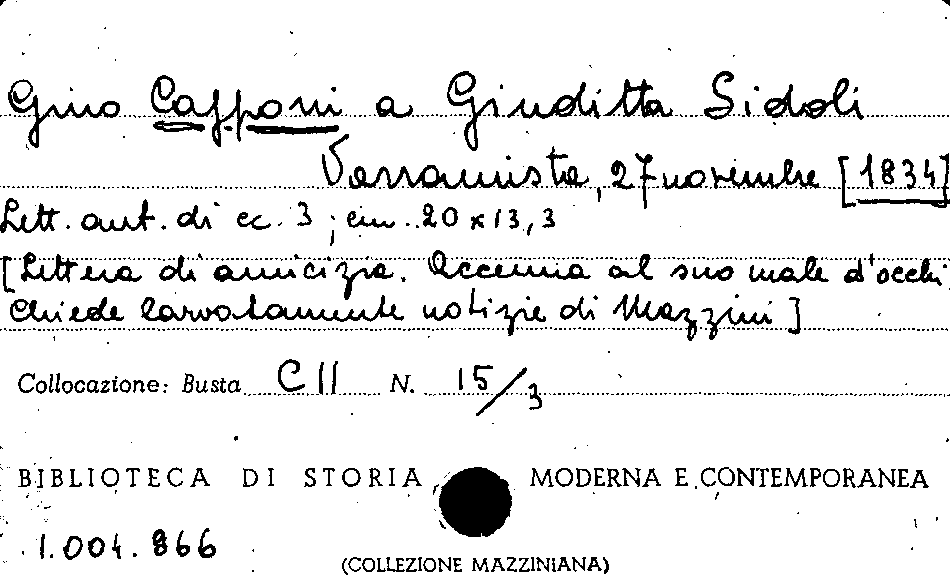 Gino Capponi a Giuditta Sidoli
Varramista, 27 novembre [1834]
Lett. aut. di cc. 3 ; cm. 20 x 13,3
[Lettera di amicizia. Accenna al suo male d'occhi
Chiede larvatamente notizie di Mazzini]
Collocazione: Busta CII N. 15/3
BIBLIOTECA DI STORIA MODERNA E CONTEMPORANEA
1.004.866
(COLLEZIONE MAZZINIANA)